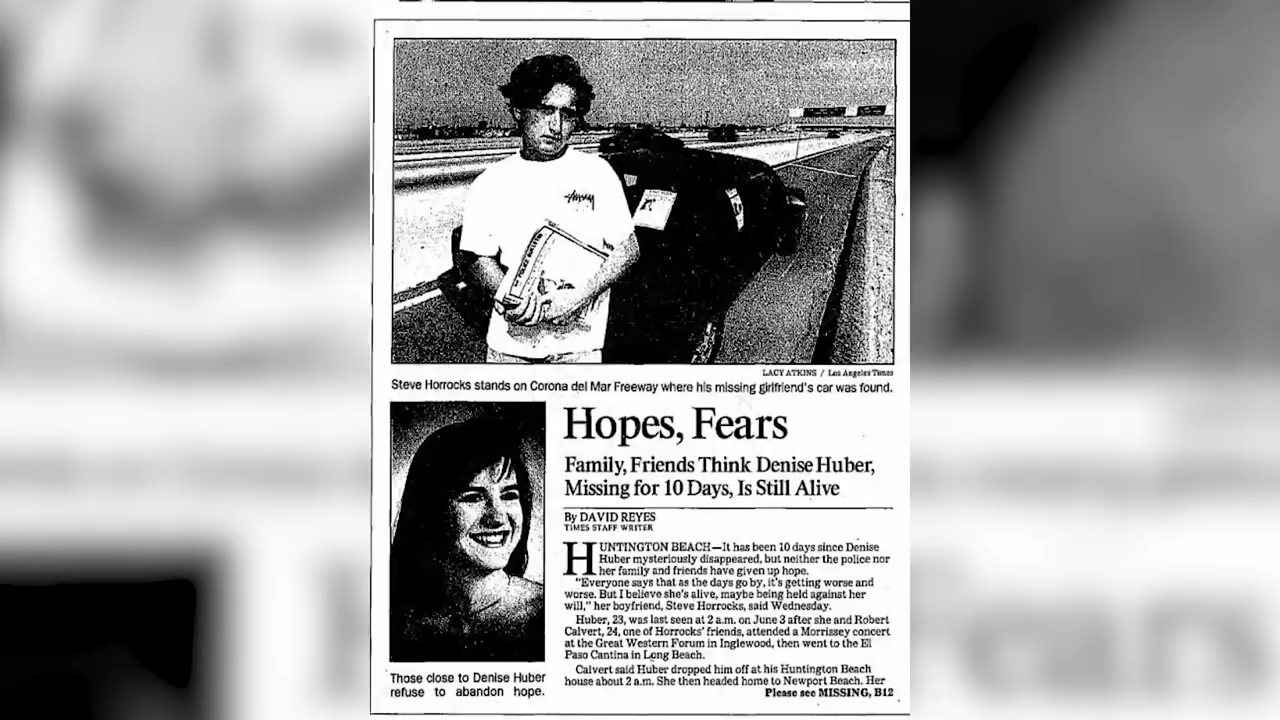 Stussy
LACY ATKINS / Los Angeles Times
Steve Horrocks stands on Corona del Mar Freeway where his missing girlfriend's car was found.
Hopes, Fears
Family, Friends Think Denise Huber,
Missing for 10 Days, Is Still Alive
By DAVID REYES
TIMES STAFF WRITER
HUNTINGTON BEACH—It has been 10 days since Denise
Huber mysteriously disappeared, but neither the police nor
her family and friends have given up hope.
"Everyone says that as the days go by, it's getting worse and
worse. But I believe she's alive, maybe being held against her
will," her boyfriend, Steve Horrocks, said Wednesday.
Huber, 23, was last seen at 2 a.m. on June 3 after she and Robert
Calvert, 24, one of Horrocks' friends, attended a Morrissey concert
at the Great Western Forum in Inglewood, then went to the El
Paso Cantina in Long Beach.
Calvert said Huber dropped him off at his Huntington Beach
house about 2 a.m. She then headed home to Newport Beach. Her
Please see MISSING, B12
Those close to Denise Huber
refuse to abandon hope.